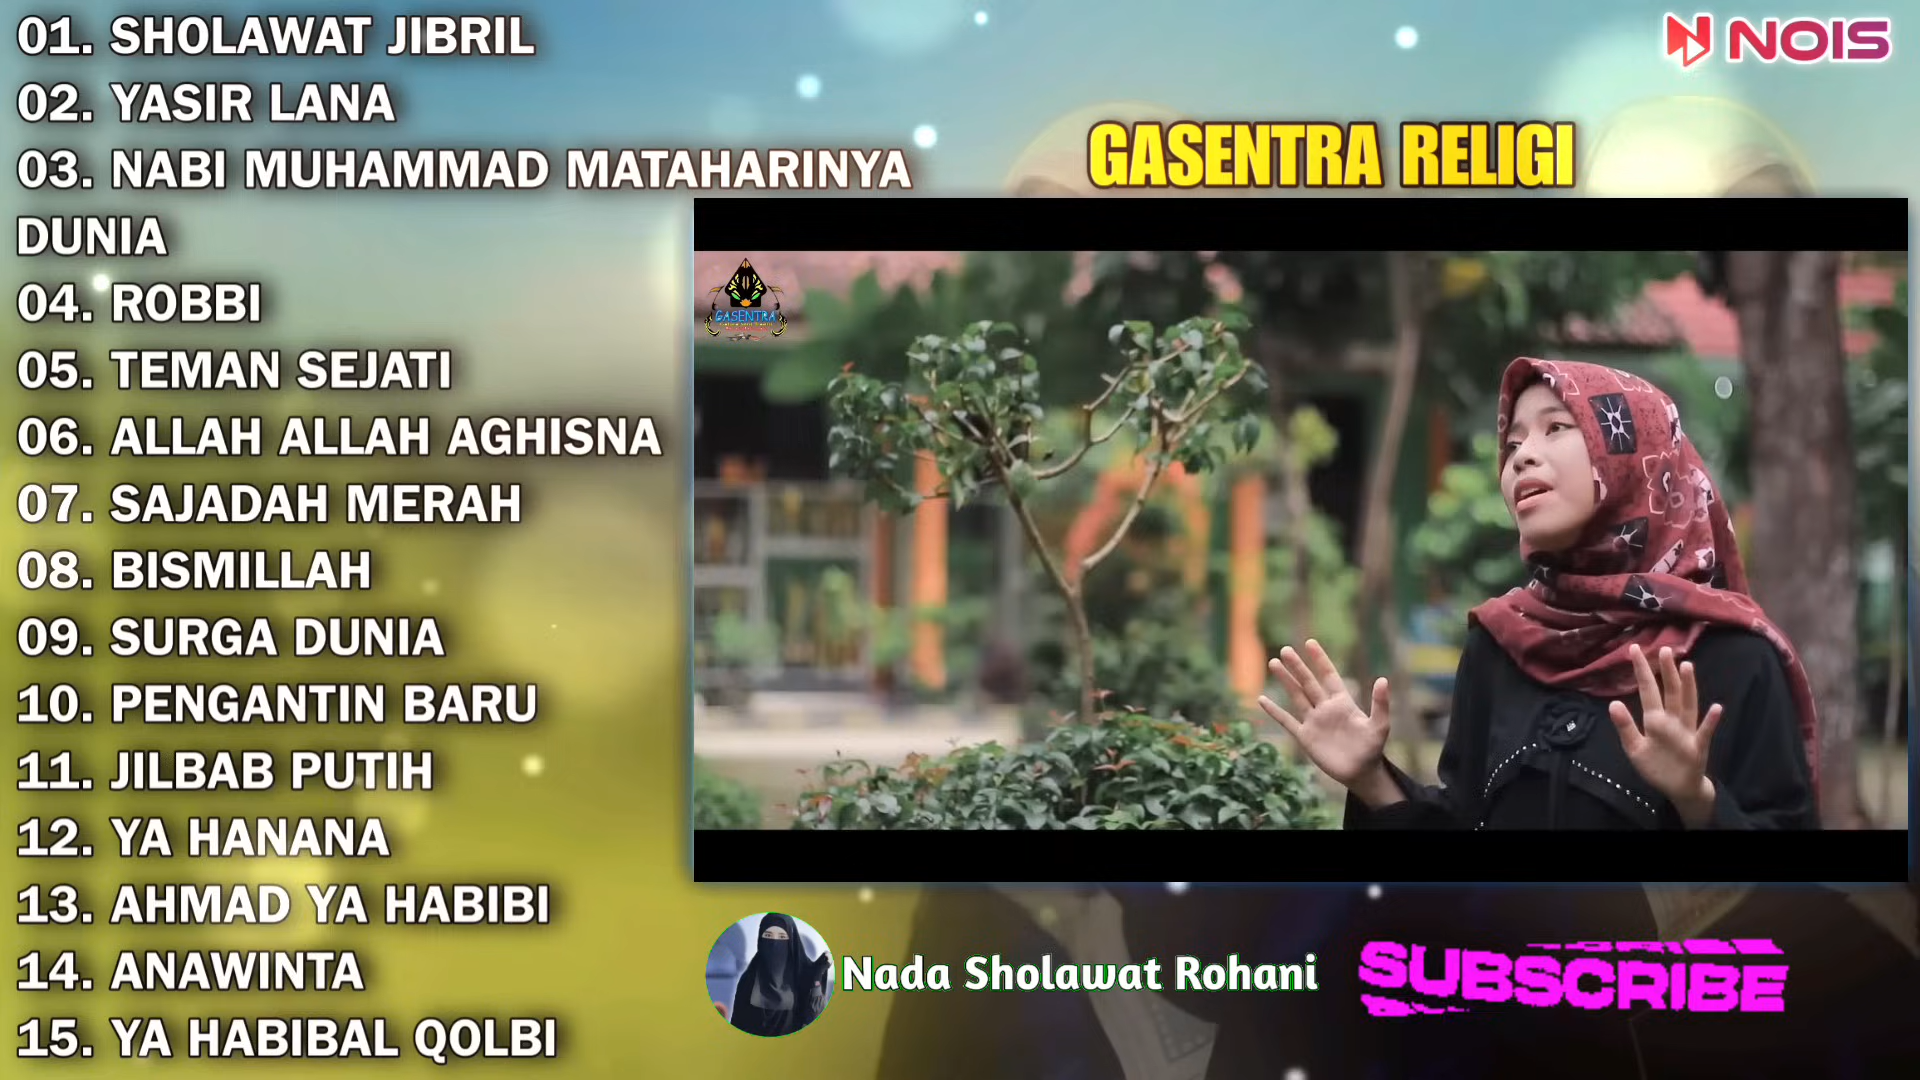 01. SHOLAWAT JIBRIL
02. YASIR LANA
03. NABI MUHAMMAD MATAHARINYA
DUNIA
04. ROBBI
05. TEMAN SEJATI
06. ALLAH ALLAH AGHISNA
07. SAJADAH MERAH
08. BISMILLAH
09. SURGA DUNIA
10. PENGANTIN BARU
11. JILBAB PUTIH
12. YA HANANA
13. AHMAD YA HABIBI
14. ANAWINTA
15. YA HABIBAL QOLBI
NOIS
GASENTRA RELIGI
GASENTRA
Nada Sholawat Rohani
SUBSCRIBE